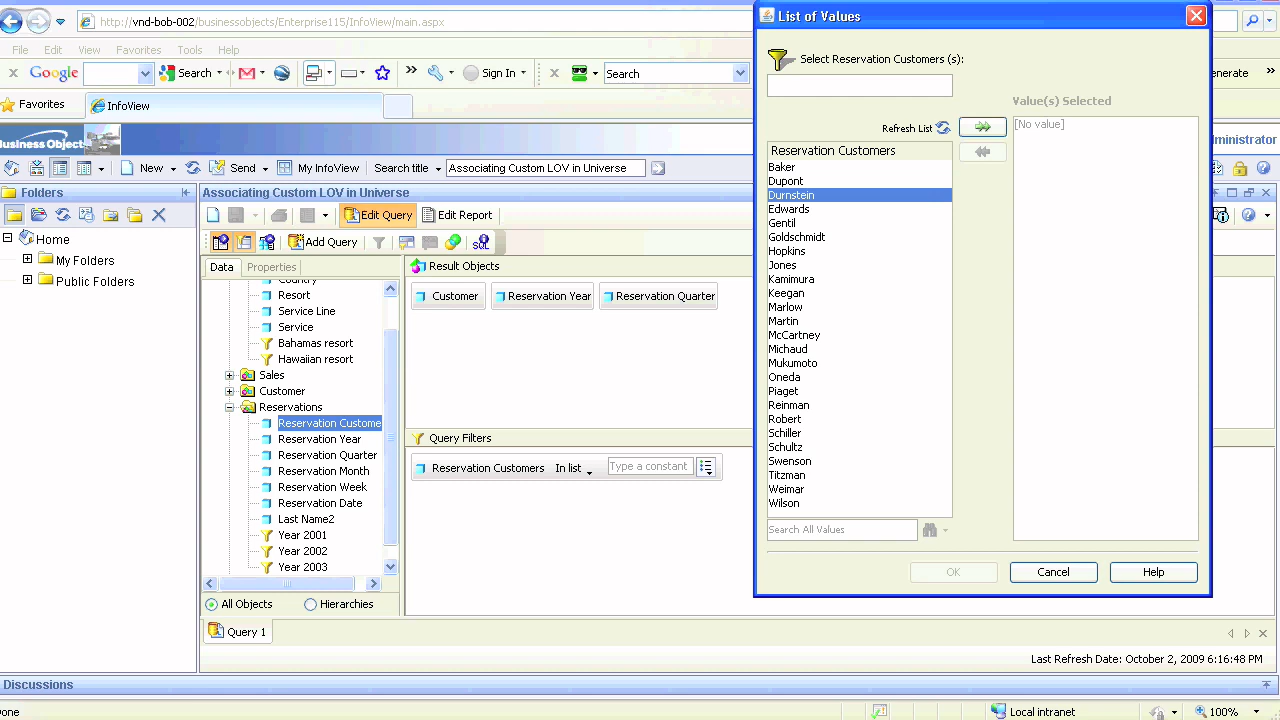 http://vnd-bob-002/businessobjects/Enterprise115/InfoView/main.aspx
File Edit View Favorites Tools Help
Google Search Sign In Search
Favorites InfoView
Business Object
dministrator
New Send My InfoView Search title Associating Custom LOV in Universe
Folders
Home
My Folders
Public Folders
Associating Custom LOV in Universe
Edit Query Edit Report
Add Query SQL
Data Properties
Country
Resort
Service Line
Service
Bahamas resort
Hawaiian resort
Sales
Customer
Reservations
Reservation Custome
Reservation Year
Reservation Quarter
Reservation Month
Reservation Week
Reservation Date
Last Name2
Year 2001
Year 2002
Year 2003
All Objects Hierarchies
Result Objects
Customer Reservation Year Reservation Quarter
Query Filters
Reservation Customers In list Type a constant
Query 1
Last Refresh Date: October 2, 2009 6:16:48 PM
Discussions
one Local intranet 100%
List of Values
Select Reservation Customers (s):
Refresh List
Reservation Customers
Baker
Dupont
Durnstein
Edwards
Gentil
Goldschmidt
Hopkins
Jones
Kamimura
Keegan
Marlow
Martin
McCartney
Michaud
Mukumoto
Oneda
Piaget
Reinman
Robert
Schiller
Schultz
Swenson
Titzman
Weimar
Wilson
Search All Values
Value(s) Selected
[No value]
OK Cancel Help
enerate